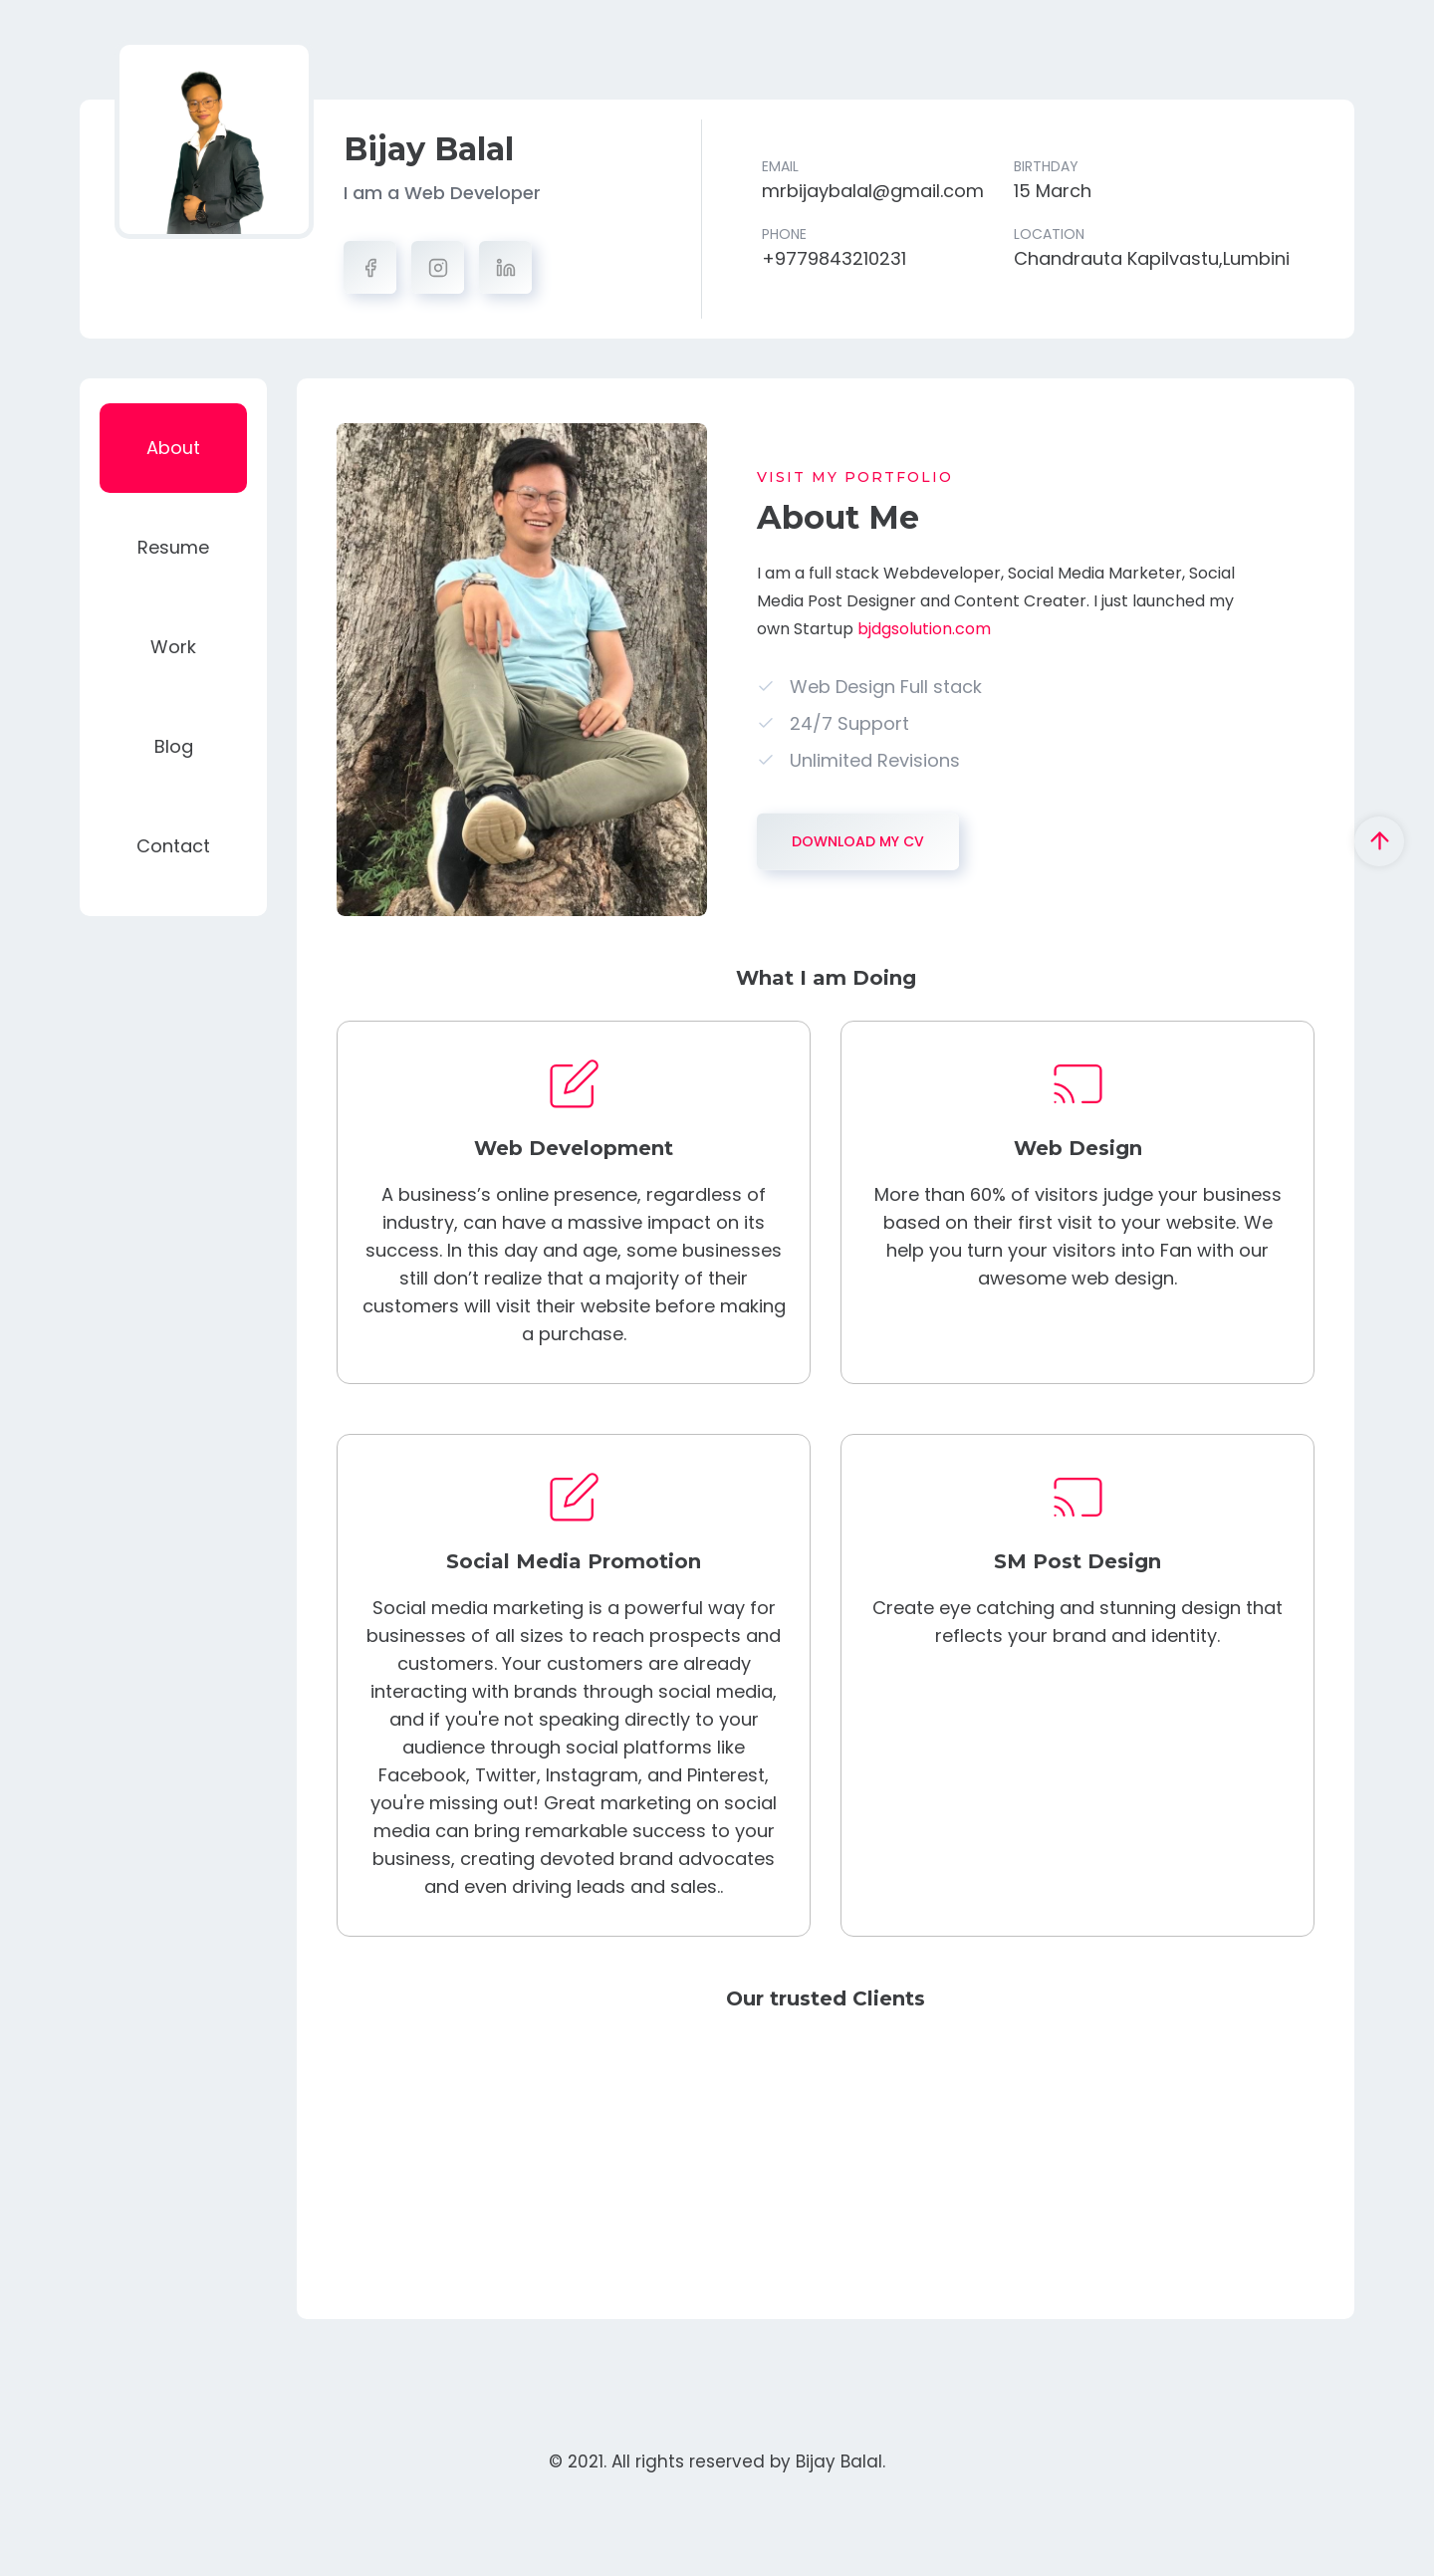 Bijay Balal
I am a Web Developer
EMAIL
mrbijaybalal@gmail.com
BIRTHDAY
15 March
PHONE
+9779843210231
LOCATION
Chandrauta Kapilvastu,Lumbini
About
Resume
Work
Blog
Contact
VISIT MY PORTFOLIO
About Me
I am a full stack Webdeveloper, Social Media Marketer, Social
Media Post Designer and Content Creater. I just launched my
own Startup bjdgsolution.com
Web Design Full stack
24/7 Support
Unlimited Revisions
DOWNLOAD MY CV
What I am Doing
Web Development
A business’s online presence, regardless of
industry, can have a massive impact on its
success. In this day and age, some businesses
still don’t realize that a majority of their
customers will visit their website before making
a purchase.
Web Design
More than 60% of visitors judge your business
based on their first visit to your website. We
help you turn your visitors into Fan with our
awesome web design.
Social Media Promotion
Social media marketing is a powerful way for
businesses of all sizes to reach prospects and
customers. Your customers are already
interacting with brands through social media,
and if you're not speaking directly to your
audience through social platforms like
Facebook, Twitter, Instagram, and Pinterest,
you're missing out! Great marketing on social
media can bring remarkable success to your
business, creating devoted brand advocates
and even driving leads and sales..
SM Post Design
Create eye catching and stunning design that
reflects your brand and identity.
Our trusted Clients
© 2021. All rights reserved by Bijay Balal.